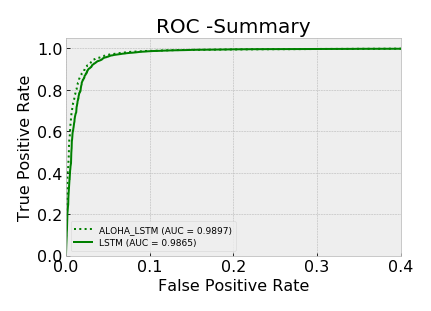 ROC -Summary
1.0
0.8
0.6
0.4
0.2
0.0
True Positive Rate
ALOHA_LSTM (AUC = 0.9897)
LSTM (AUC = 0.9865)
0.0 0.1 0.2 0.3 0.4
False Positive Rate